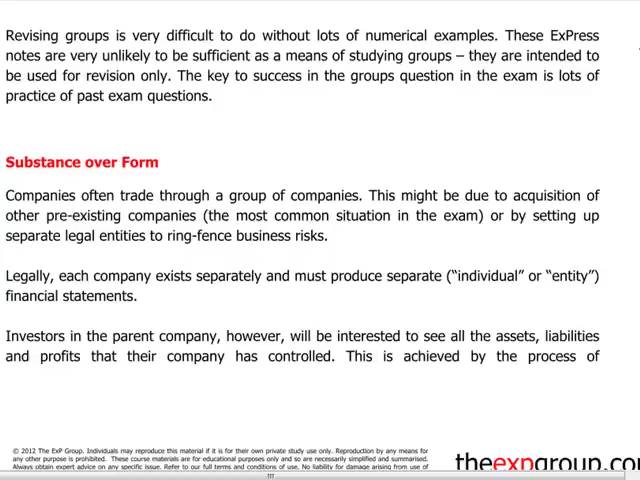 Revising groups is very difficult to do without lots of numerical examples. These ExPress
notes are very unlikely to be sufficient as a means of studying groups – they are intended to
be used for revision only. The key to success in the groups question in the exam is lots of
practice of past exam questions.
Substance over Form
Companies often trade through a group of companies. This might be due to acquisition of
other pre-existing companies (the most common situation in the exam) or by setting up
separate legal entities to ring-fence business risks.
Legally, each company exists separately and must produce separate (“individual” or “entity”)
financial statements.
Investors in the parent company, however, will be interested to see all the assets, liabilities
and profits that their company has controlled. This is achieved by the process of
© 2012 The ExP Group. Individuals may reproduce this material if it is for their own private study use only. Reproduction by any means for
any other purpose is prohibited. These course materials are for educational purposes only and so are necessarily simplified and summarised.
Always obtain expert advice on any specific issue. Refer to our full terms and conditions of use. No liability for damage arising from use of
theexpgroup.co